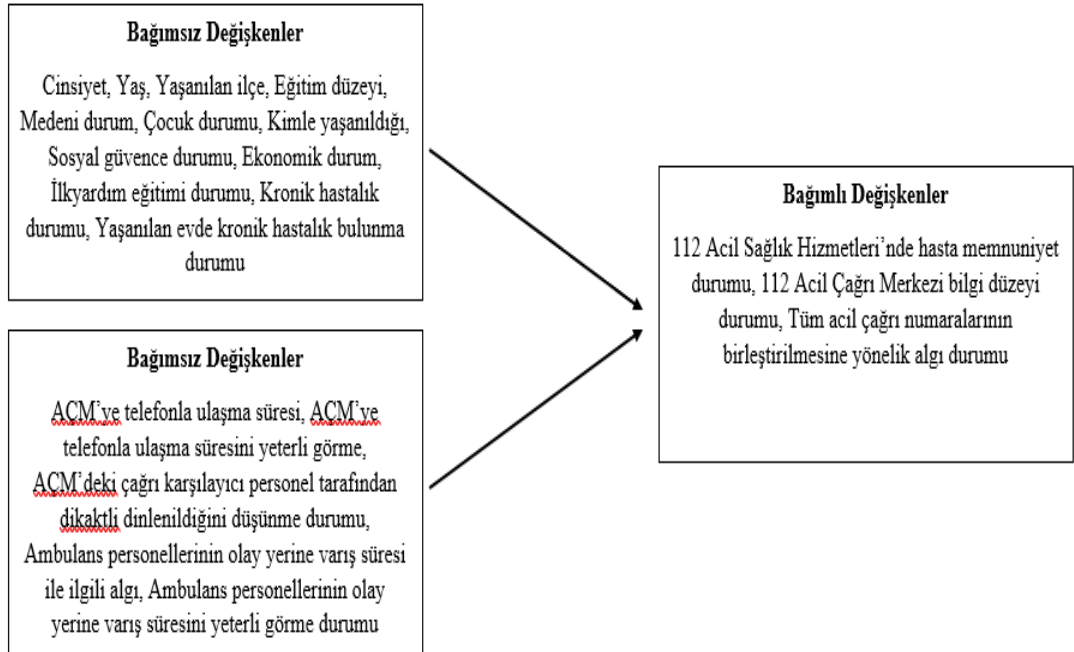 Bağımsız Değişkenler
Cinsiyet, Yaş, Yaşanılan ilçe, Eğitim düzeyi,
Medeni durum, Çocuk durumu, Kimle yaşanıldığı,
Sosyal güvence durumu, Ekonomik durum,
İlkyardım eğitimi durumu, Kronik hastalık
durumu, Yaşanılan evde kronik hastalık bulunma
durumu
Bağımsız Değişkenler
AÇM’ye telefonla ulaşma süresi, AÇM’ye
telefonla ulaşma süresini yeterli görme,
AÇM’deki çağrı karşılayıcı personel tarafından
dikaktli dinlenildiğini düşünme durumu,
Ambulans personellerinin olay yerine varış süresi
ile ilgili algı, Ambulans personellerinin olay
yerine varış süresini yeterli görme durumu
Bağımlı Değişkenler
112 Acil Sağlık Hizmetleri’nde hasta memnuniyet
durumu, 112 Acil Çağrı Merkezi bilgi düzeyi
durumu, Tüm acil çağrı numaralarının
birleştirilmesine yönelik algı durumu